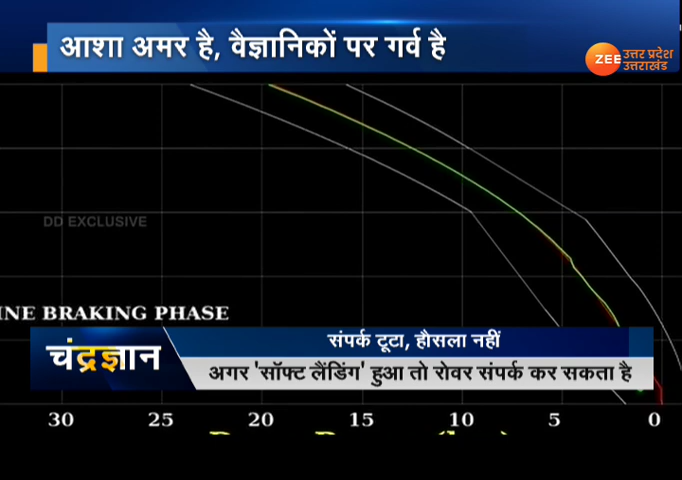 आशा अमर है, वैज्ञानिकों पर गर्व है
ZEE उत्तर प्रदेश
उत्तराखंड
DD EXCLUSIVE
INE BRAKING PHASE
संपर्क टूटा, हौसला नहीं
चंद्रज्ञान
अगर 'सॉफ्ट लैंडिंग' हुआ तो रोवर संपर्क कर सकता है
30 25 20 15 10 5 0